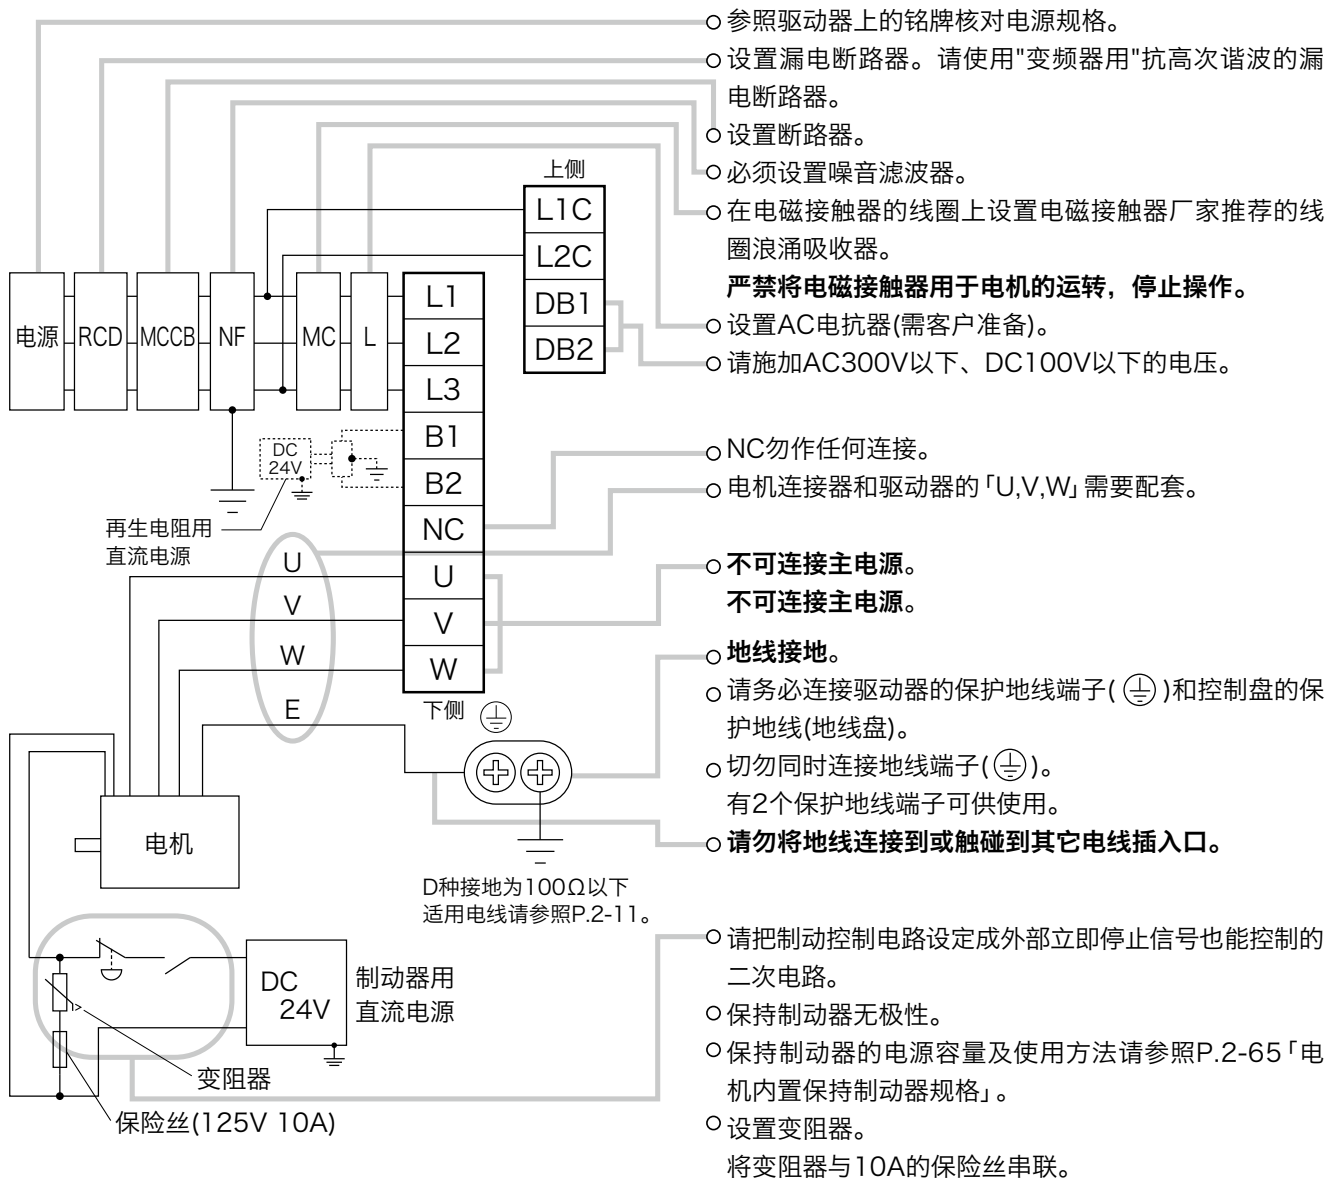 参照驱动器上的铭牌核对电源规格。
设置漏电断路器。请使用"变频器用"抗高次谐波的漏
电断路器。
设置断路器。
必须设置噪音滤波器。
在电磁接触器的线圈上设置电磁接触器厂家推荐的线
圈浪涌吸收器。
严禁将电磁接触器用于电机的运转，停止操作。
设置AC电抗器(需客户准备)。
请施加AC300V以下、DC100V以下的电压。
上侧
L1C
L2C
DB1
DB2
电源
RCD
MCCB
NF
MC
L
L1
L2
L3
B1
B2
NC
U
V
W
下侧
DC
24V
再生电阻用
直流电源
U
V
W
E
NC勿作任何连接。
电机连接器和驱动器的「U,V,W」需要配套。
不可连接主电源。
不可连接主电源。
地线接地。
请务必连接驱动器的保护地线端子( )和控制盘的保
护地线(地线盘)。
切勿同时连接地线端子( )。
有2个保护地线端子可供使用。
请勿将地线连接到或触碰到其它电线插入口。
电机
D种接地为100Ω以下
适用电线请参照P.2-11。
DC
24V
制动器用
直流电源
变阻器
保险丝(125V 10A)
请把制动控制电路设定成外部立即停止信号也能控制的
二次电路。
保持制动器无极性。
保持制动器的电源容量及使用方法请参照P.2-65「电
机内置保持制动器规格」。
设置变阻器。
将变阻器与10A的保险丝串联。